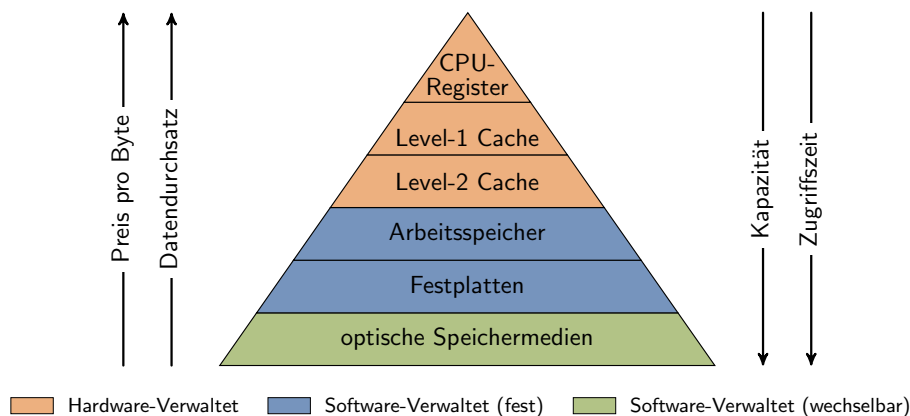 Preis pro Byte
Datendurchsatz
CPU-
Register
Level-1 Cache
Level-2 Cache
Arbeitsspeicher
Festplatten
optische Speichermedien
Kapazität
Zugriffszeit
Hardware-Verwaltet
Software-Verwaltet (fest)
Software-Verwaltet (wechselbar)